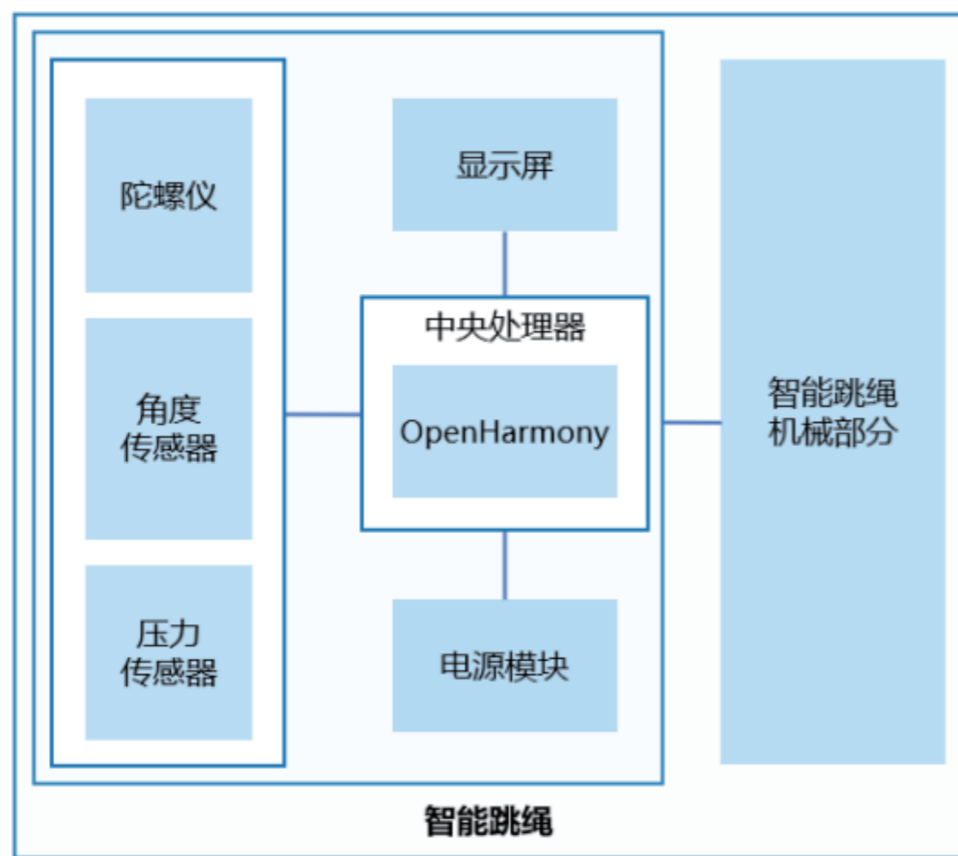 陀螺仪
角度
传感器
压力
传感器
显示屏
中央处理器
OpenHarmony
电源模块
智能跳绳
机械部分
智能跳绳